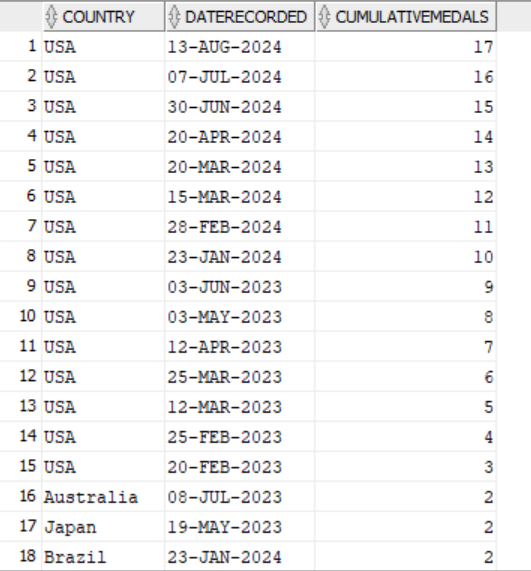 COUNTRY DATERECORDED CUMULATIVEMEDALS
1 USA 13-AUG-2024 17
2 USA 07-JUL-2024 16
3 USA 30-JUN-2024 15
4 USA 20-APR-2024 14
5 USA 20-MAR-2024 13
6 USA 15-MAR-2024 12
7 USA 28-FEB-2024 11
8 USA 23-JAN-2024 10
9 USA 03-JUN-2023 9
10 USA 03-MAY-2023 8
11 USA 12-APR-2023 7
12 USA 25-MAR-2023 6
13 USA 12-MAR-2023 5
14 USA 25-FEB-2023 4
15 USA 20-FEB-2023 3
16 Australia 08-JUL-2023 2
17 Japan 19-MAY-2023 2
18 Brazil 23-JAN-2024 2